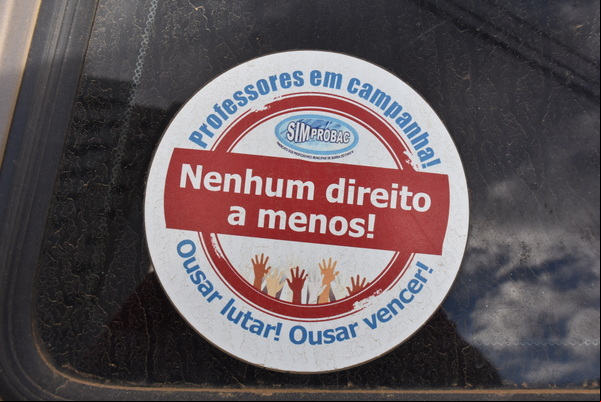 Professores em campanha!
SIMPROBAC
Nenhum direito
a menos!
Ousar lutar! Ousar vencer!